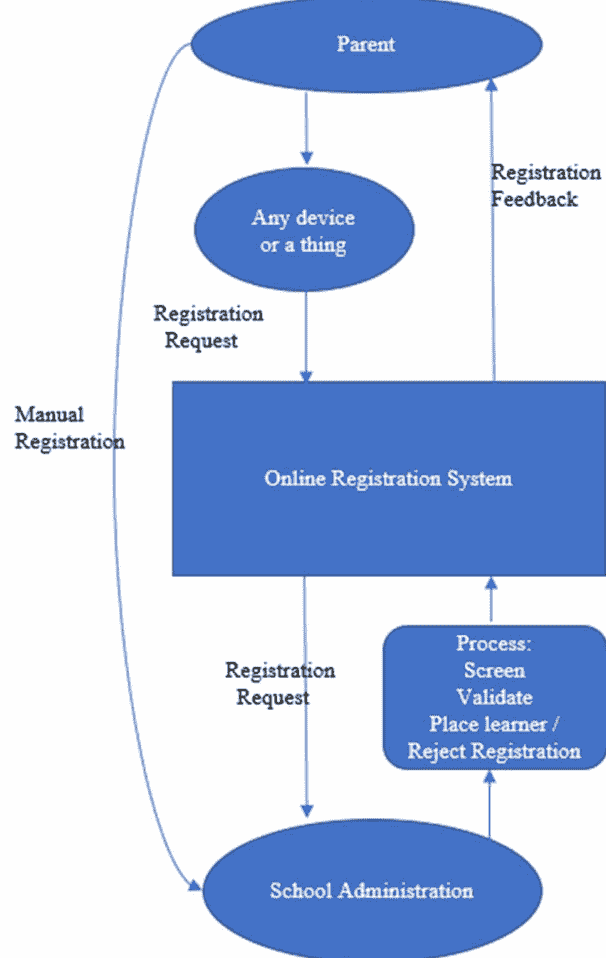 Parent
Registration
Feedback
Any device
or a thing
Registration
Request
Manual
Registration
Online Registration System
Process:
Screen
Validate
Place learner /
Reject Registration
Registration
Request
School Administration